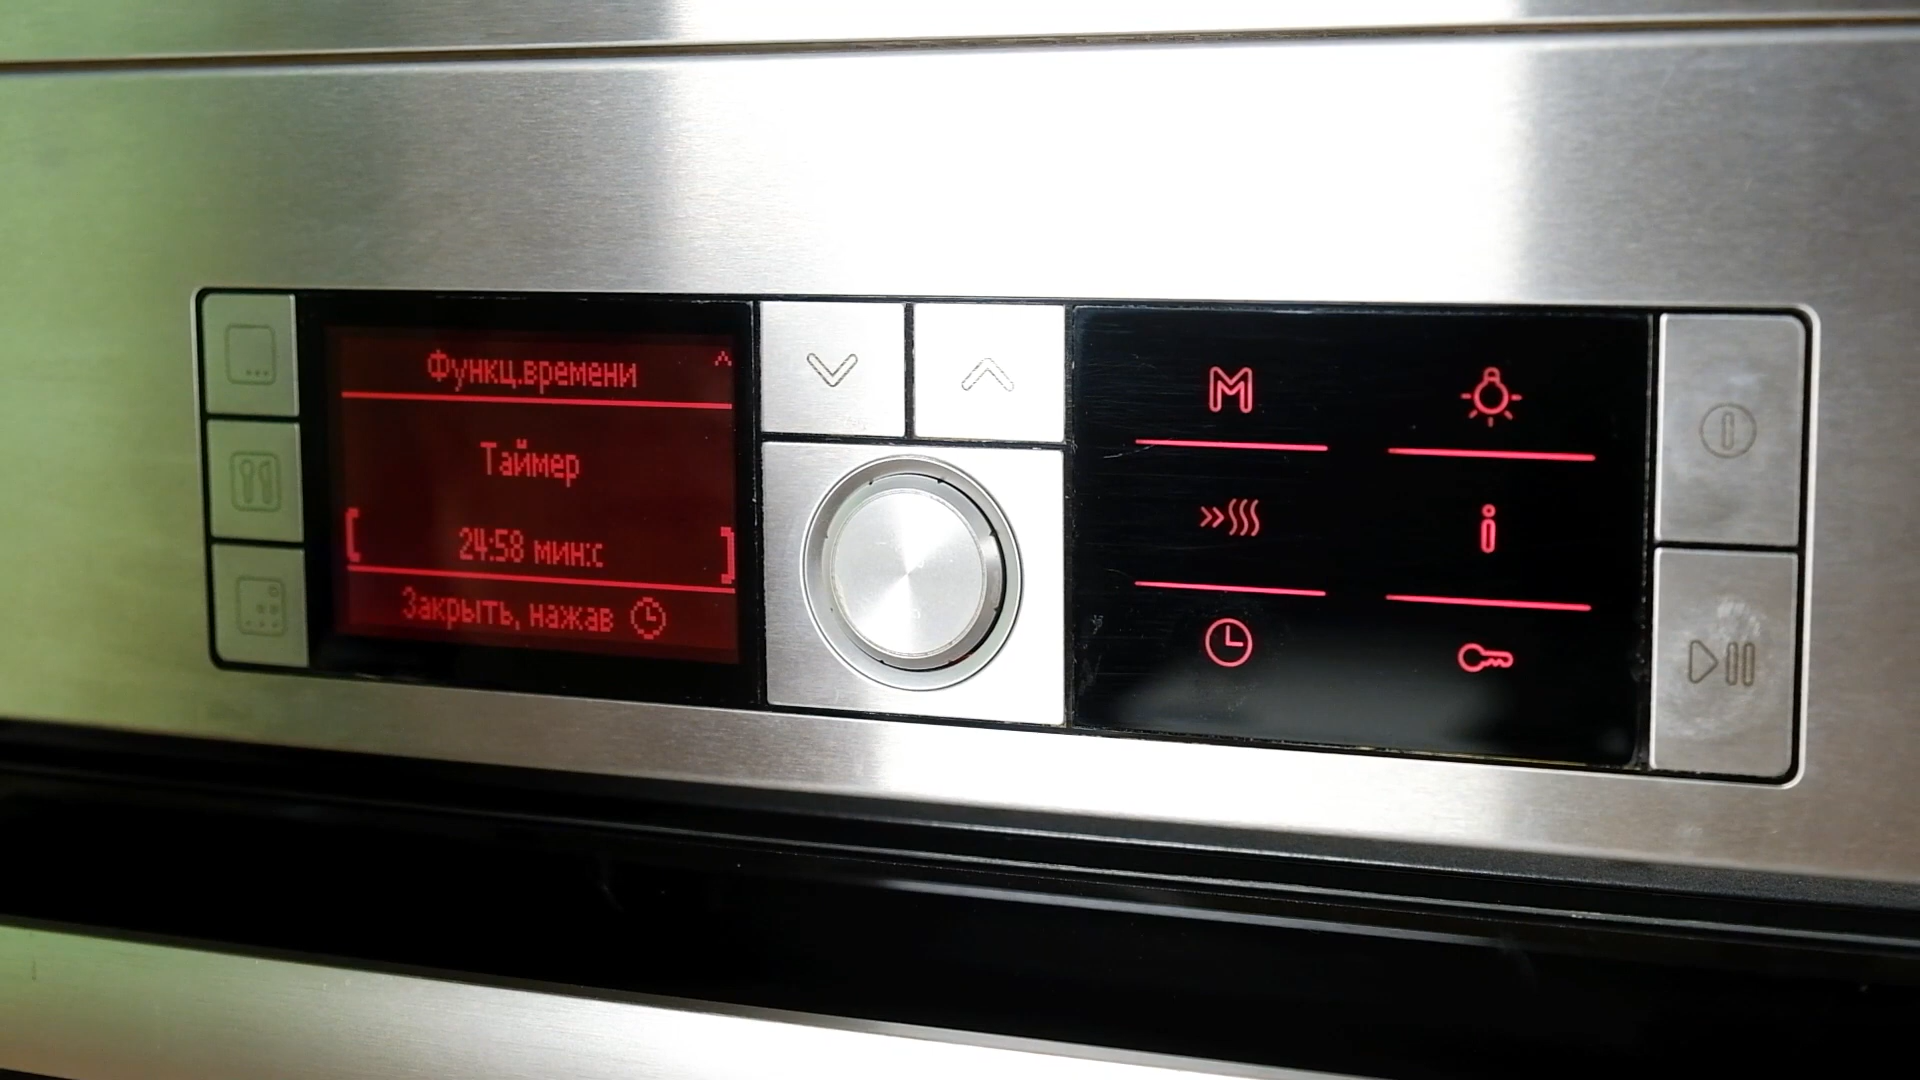 Функц.времени
Таймер
24:58 мин:с
Закрыть, нажав
M
i